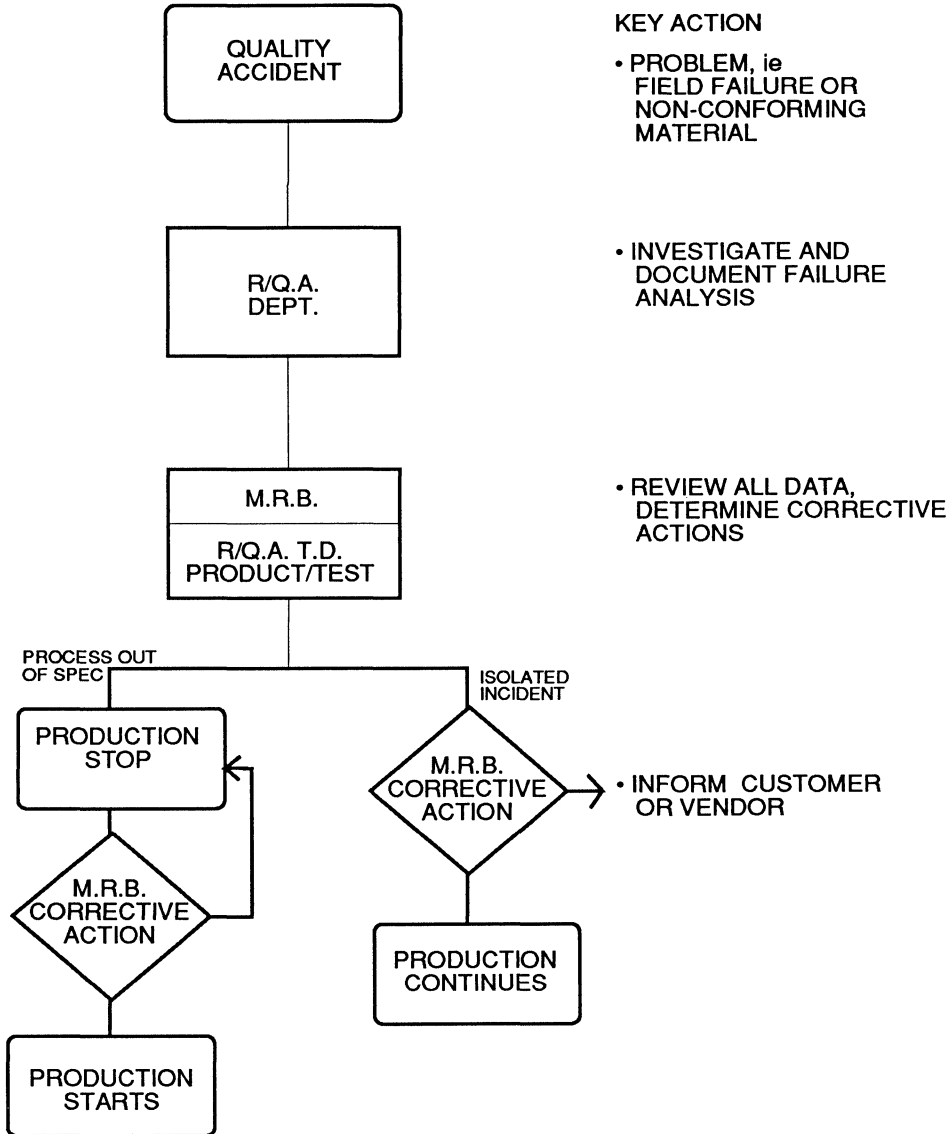 QUALITY
ACCIDENT
KEY ACTION
• PROBLEM, ie
FIELD FAILURE OR
NON-CONFORMING
MATERIAL
R/Q.A.
DEPT.
• INVESTIGATE AND
DOCUMENT FAILURE
ANALYSIS
M.R.B.
R/Q.A. T.D.
PRODUCT/TEST
• REVIEW ALL DATA,
DETERMINE CORRECTIVE
ACTIONS
PROCESS OUT
OF SPEC
ISOLATED
INCIDENT
PRODUCTION
STOP
M.R.B.
CORRECTIVE
ACTION
• INFORM CUSTOMER
OR VENDOR
M.R.B.
CORRECTIVE
ACTION
PRODUCTION
CONTINUES
PRODUCTION
STARTS